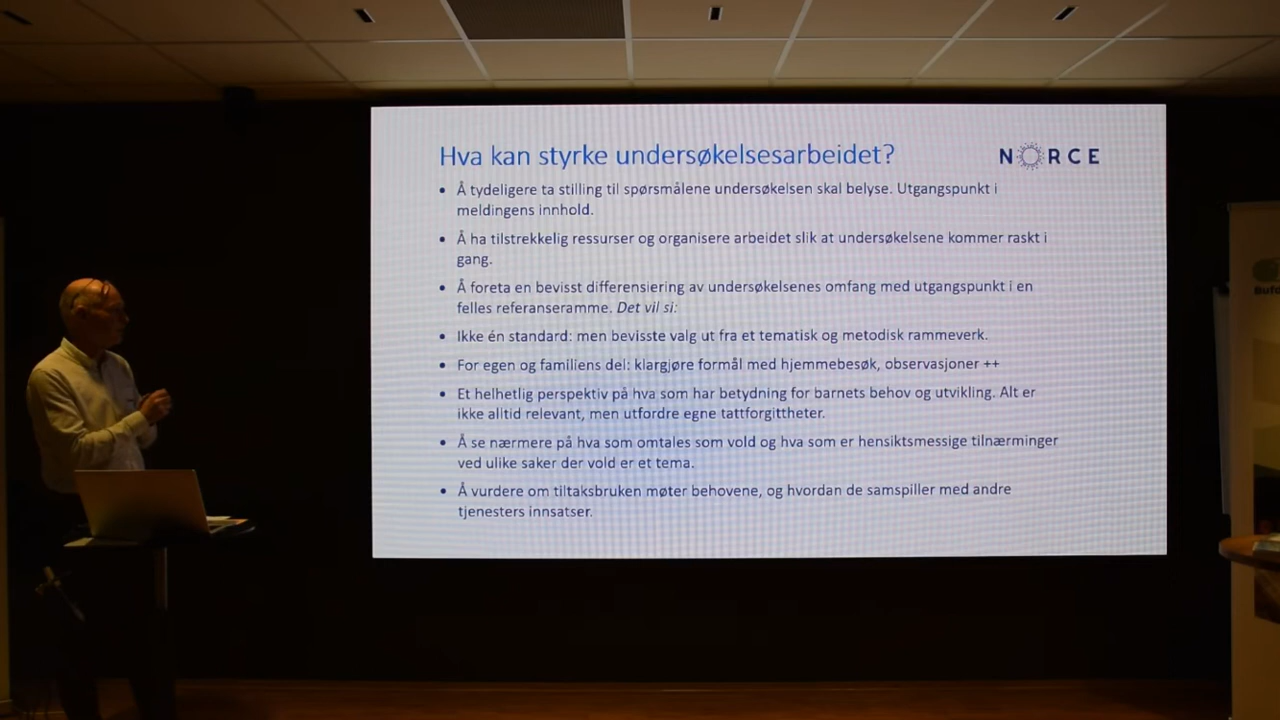 Hva kan styrke undersøkelsesarbeidet?
NORCE
• Å tydeligere ta stilling til spørsmålene undersøkelsen skal belyse. Utgangspunkt i
meldingens innhold.
• Å ha tilstrekkelig ressurser og organisere arbeidet slik at undersøkelsene kommer raskt i
gang.
• Å foreta en bevisst differensiering av undersøkelsenes omfang med utgangspunkt i en
felles referanseramme. Det vil si:
• Ikke én standard: men bevisste valg ut fra et tematisk og metodisk rammeverk.
• For egen og familiens del: klargjøre formål med hjemmebesøk, observasjoner ++
• Et helhetlig perspektiv på hva som har betydning for barnets behov og utvikling. Alt er
ikke alltid relevant, men utfordre egne tattforgittheter.
• Å se nærmere på hva som omtales som vold og hva som er hensiktsmessige tilnærminger
ved ulike saker der vold er et tema.
• Å vurdere om tiltaksbruken møter behovene, og hvordan de samspiller med andre
tjenesters innsatser.